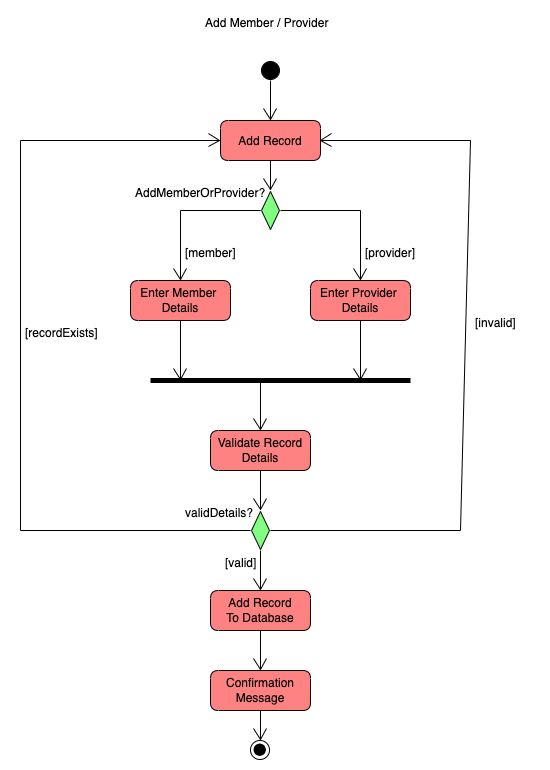 Add Member / Provider
Add Record
AddMemberOrProvider?
[member]
[provider]
Enter Member
Details
Enter Provider
Details
[recordExists]
[invalid]
Validate Record
Details
validDetails?
[valid]
Add Record
To Database
Confirmation
Message